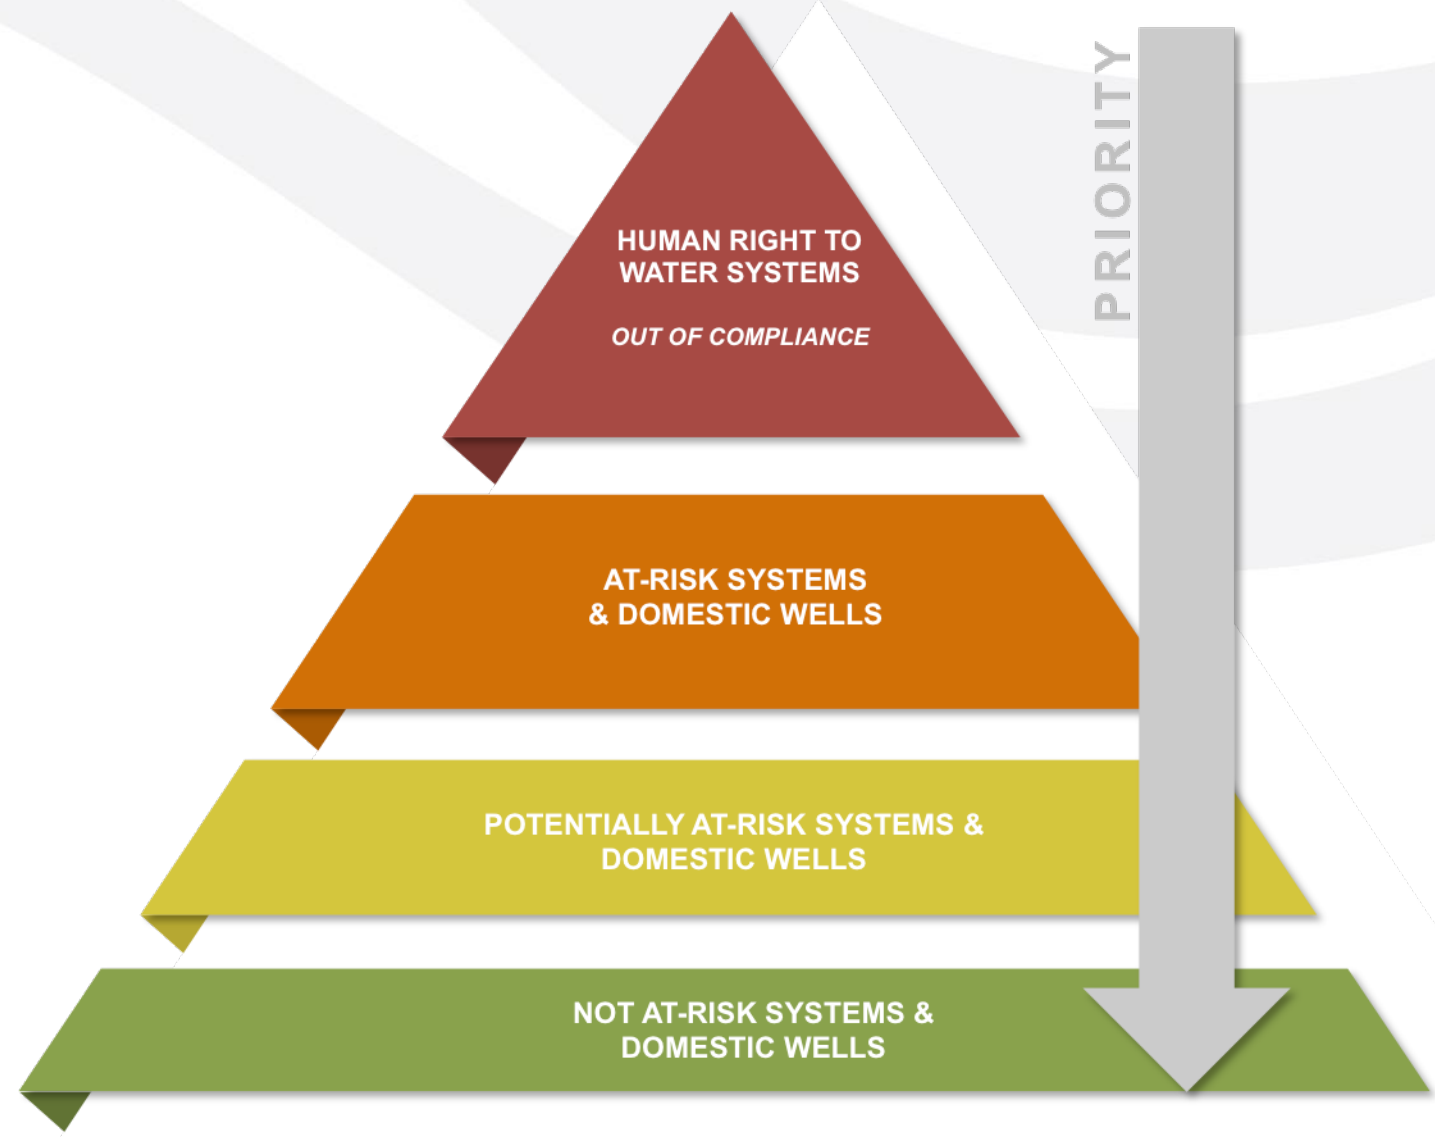 HUMAN RIGHT TO
WATER SYSTEMS
OUT OF COMPLIANCE
PRIORITY
AT-RISK SYSTEMS
& DOMESTIC WELLS
POTENTIALLY AT-RISK SYSTEMS &
DOMESTIC WELLS
NOT AT-RISK SYSTEMS &
DOMESTIC WELLS